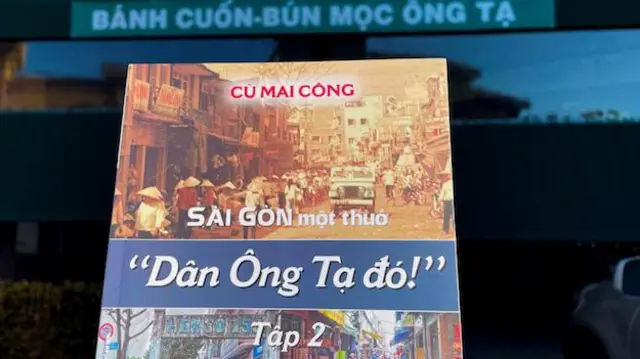 BÁNH CUỐN·BÚN MỌC ÔNG TẠ
CÙ MAI CÔNG
SÀI GÒN một thuở
“Dân Ông Tạ đó!”
Tập 2